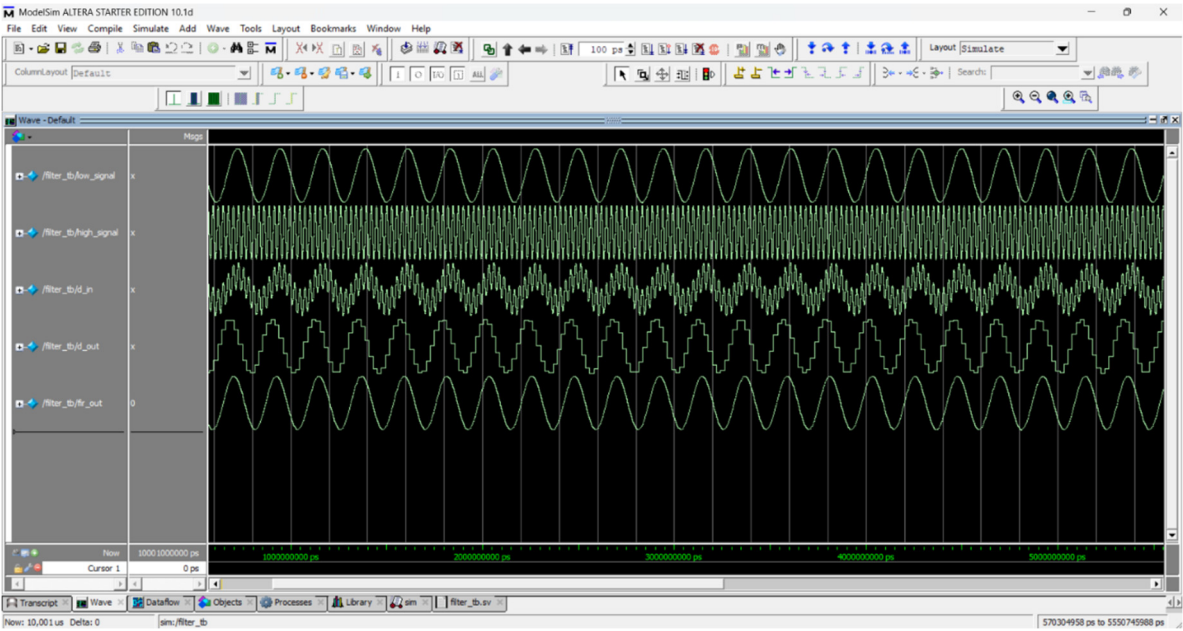 ModelSim ALTERA STARTER EDITION 10.1d
File Edit View Compile Simulate Add Wave Tools Layout Bookmarks Window Help
100 ps Layout Simulate
ColumnLayout Default Search:
Wave - Default
Msgs
/filter_tb/low_signal x
/filter_tb/high_signal x
/filter_tb/d_in x
/filter_tb/d_out x
/filter_tb/fir_out 0
Now 10001000000 ps 1000000000 ps 2000000000 ps 3000000000 ps 4000000000 ps 5000000000 ps
Cursor 1 0 ps
Transcript Wave Dataflow Objects Processes Library sim filter_tb.sv
Now: 10,001 us Delta: 0 sim:/filter_tb 570304958 ps to 5550745988 ps